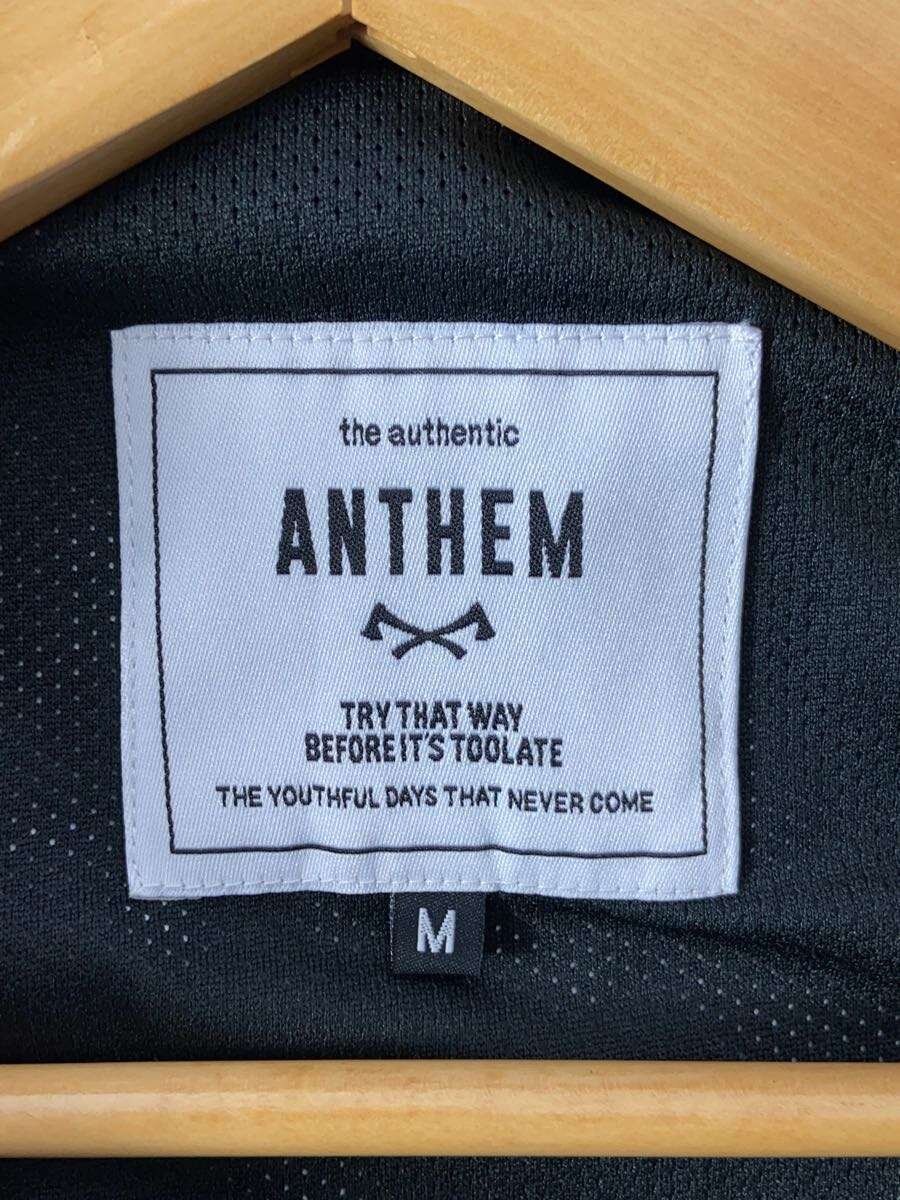 the authentic
ANTHEM
TRY THAT WAY
BEFORE IT'S TOOLATE
THE YOUTHFUL DAYS THAT NEVER COME
M